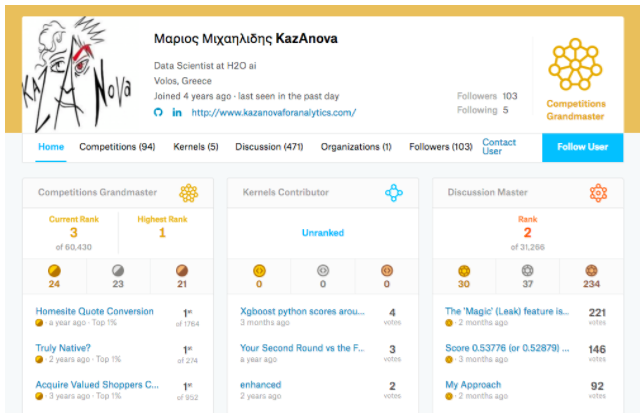 KAZ A Nova
Μαριος Μιχαηλιδης KazAnova
Data Scientist at H2O ai
Volos, Greece
Joined 4 years ago · last seen in the past day
in http://www.kazanovaforanalytics.com/
Followers 103
Following 5
Competitions
Grandmaster
Home Competitions (94) Kernels (5) Discussion (471) Organizations (1) Followers (103) Contact User Follow User
Competitions Grandmaster
Current Rank Highest Rank
3 1
of 60,430
24 23 21
Homesite Quote Conversion 1st
a year ago · Top 1% of 1764
Truly Native? 1st
2 years ago · Top 1% of 274
Acquire Valued Shoppers C... 1st
3 years ago · Top 1% of 952
Kernels Contributor
Unranked
0 0 0
Xgboost python scores arou... 4
3 months ago votes
Your Second Round vs the F... 3
a year ago votes
enhanced 2
2 years ago votes
Discussion Master
Rank
2
of 31,266
30 37 234
The 'Magic' (Leak) feature is... 221
2 months ago votes
Score 0.53776 (or 0.52879) ... 146
3 months ago votes
My Approach 92
2 months ago votes